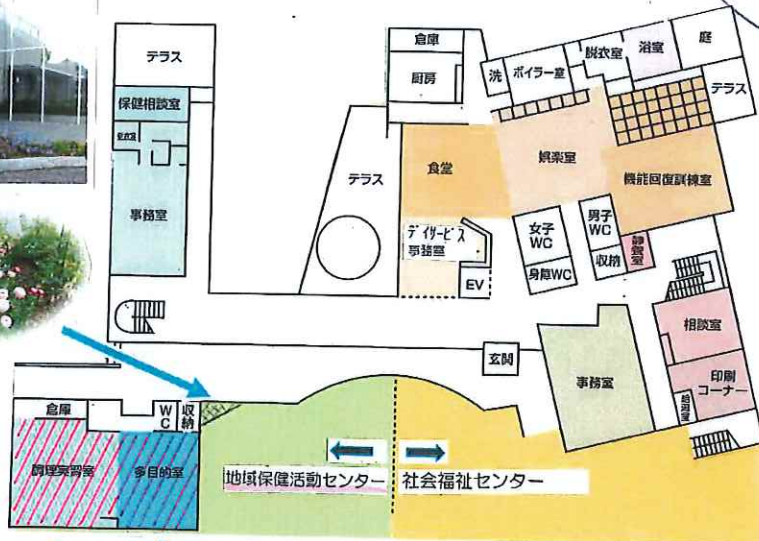 テラス
保健相談室
事務室
倉庫
厨房
洗
ボイラー室
脱衣室
浴室
庭
テラス
テラス
食堂
娯楽室
機能回復訓練室
デイサービス
事務室
EV
女子
WC
身障WC
男子
WC
収納
静養室
相談室
印刷
コーナー
玄関
事務室
倉庫
WC
収納
調理実習室
多目的室
地域保健活動センター
社会福祉センター